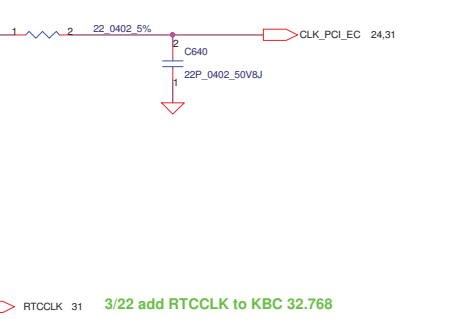 1 2 22_0402_5% CLK_PCI_EC 24,31
2
C640
22P_0402_50V8J
1
RTCCLK 31 3/22 add RTCCLK to KBC 32.768